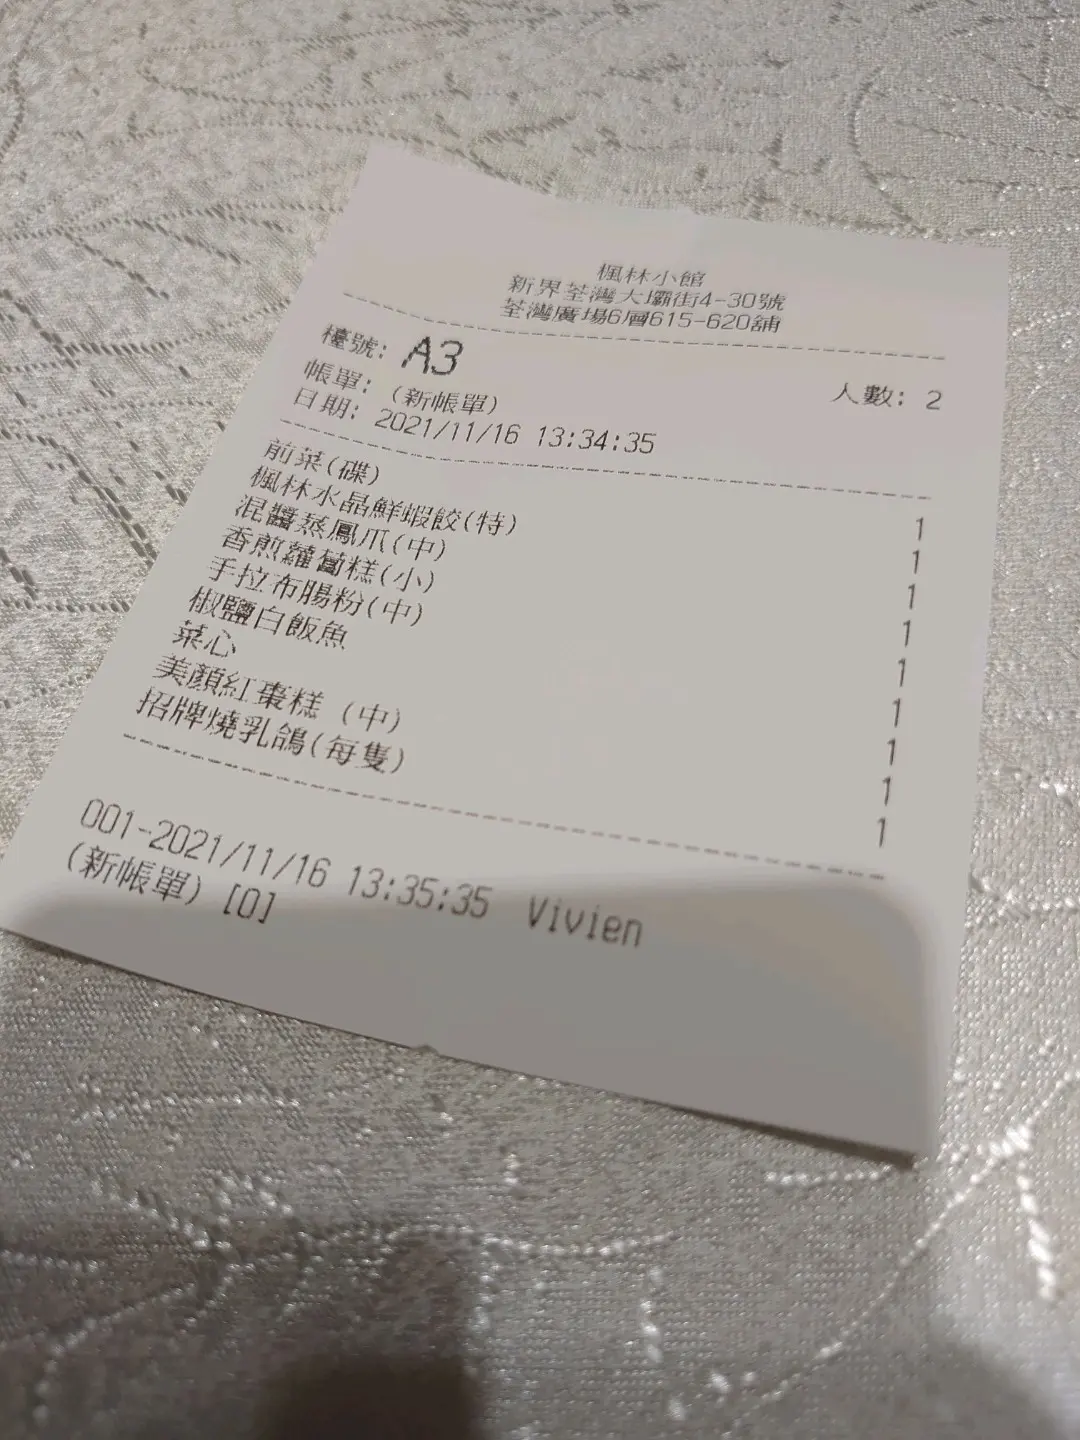 楓林小館
新界荃灣大壩街4-30號
荃灣廣場6層615-620舖
檯號: A3 人數: 2
帳單: (新帳單)
日期: 2021/11/16 13:34:35
前菜(碟) 1
楓林水晶鮮蝦餃(特) 1
混醬蒸鳳爪(中) 1
香煎蘿蔔糕(小) 1
手拉布腸粉(中) 1
椒鹽白飯魚 1
菜心 1
美顏紅棗糕 (中) 1
招牌燒乳鴿(每隻) 1
001-2021/11/16 13:35:35 Vivien
(新帳單) [0]